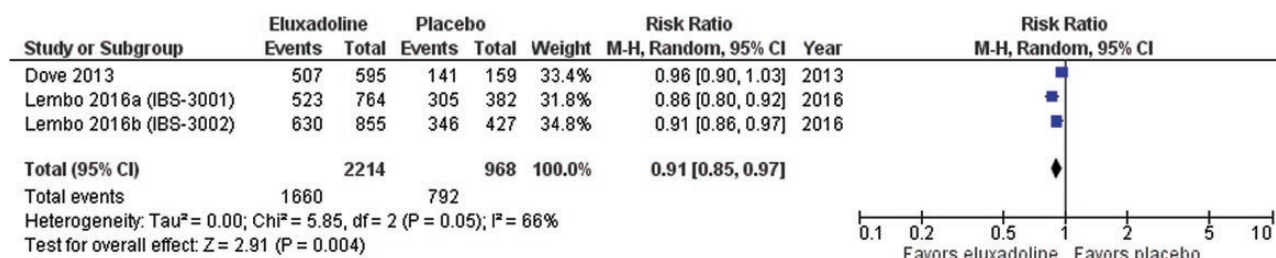 Eluxadoline Placebo Risk Ratio Risk Ratio
Study or Subgroup Events Total Events Total Weight M-H, Random, 95% CI Year M-H, Random, 95% CI
Dove 2013 507 595 141 159 33.4% 0.96 [0.90, 1.03] 2013
Lembo 2016a (IBS-3001) 523 764 305 382 31.8% 0.86 [0.80, 0.92] 2016
Lembo 2016b (IBS-3002) 630 855 346 427 34.8% 0.91 [0.86, 0.97] 2016
Total (95% CI) 2214 968 100.0% 0.91 [0.85, 0.97]
Total events 1660 792
Heterogeneity: Tau² = 0.00; Chi² = 5.85, df = 2 (P = 0.05); I² = 66%
Test for overall effect: Z = 2.91 (P = 0.004)
0.1 0.2 0.5 1 2 5 10
Favors eluxadoline Favors placebo